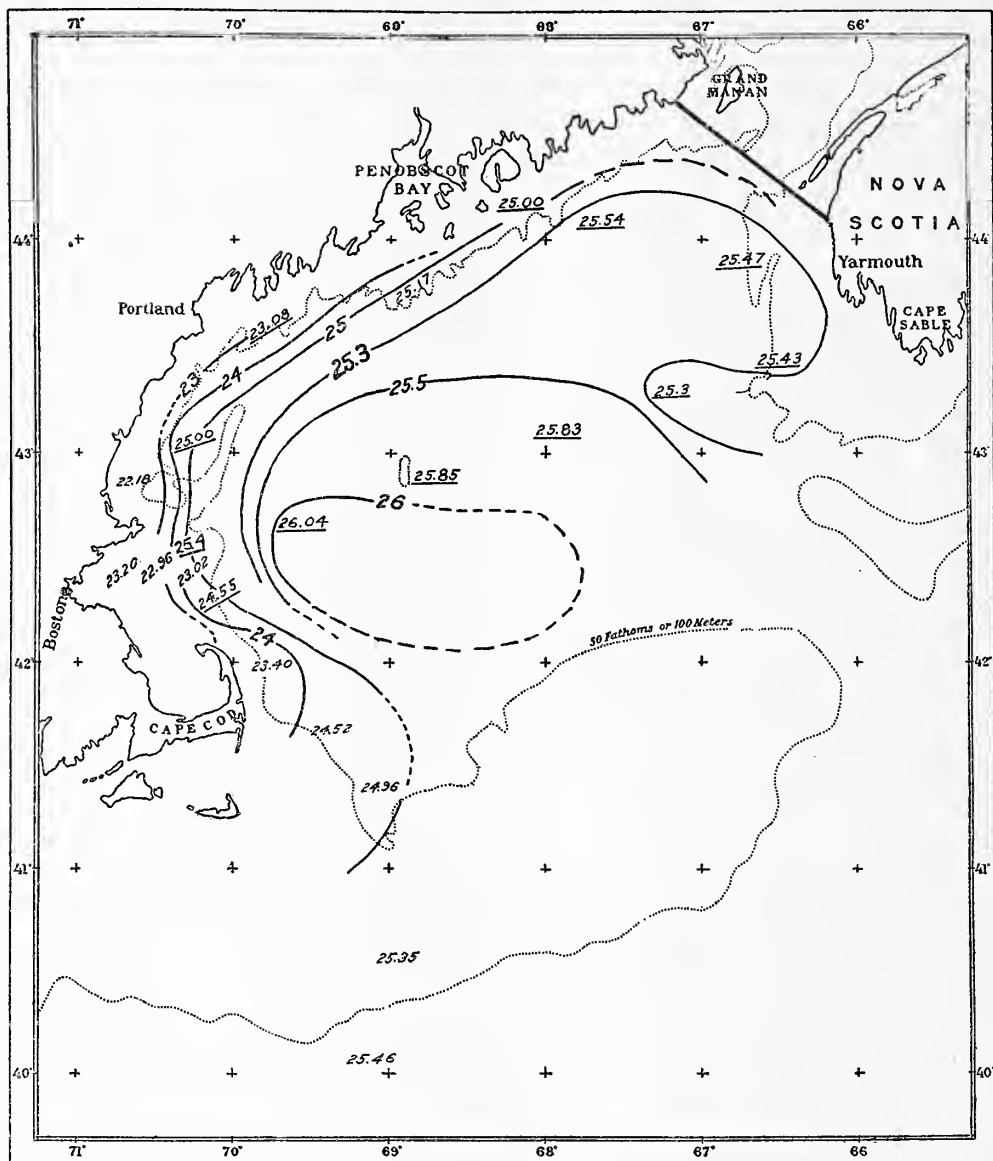 71° 70° 69° 68° 67° 66°
GRAND
MANAN
PENOBSCOT
BAY
NOVA
SCOTIA
25.00
25.54
44° 44°
25.47
Yarmouth
25.17
Portland
23.08
CAPE
SABLE
25
25.3
25.43
24
23
25.5
25.3
25.00
25.83
43° 43°
22.18
25.85
26
26.04
25.4
22.96
23.20
23.02
24.55
Boston
24
50 Fathoms or 100 Meters
42° 42°
23.40
CAPE COD
24.52
24.96
41° 41°
25.35
25.46
40° 40°
71° 70° 69° 68° 67° 66°